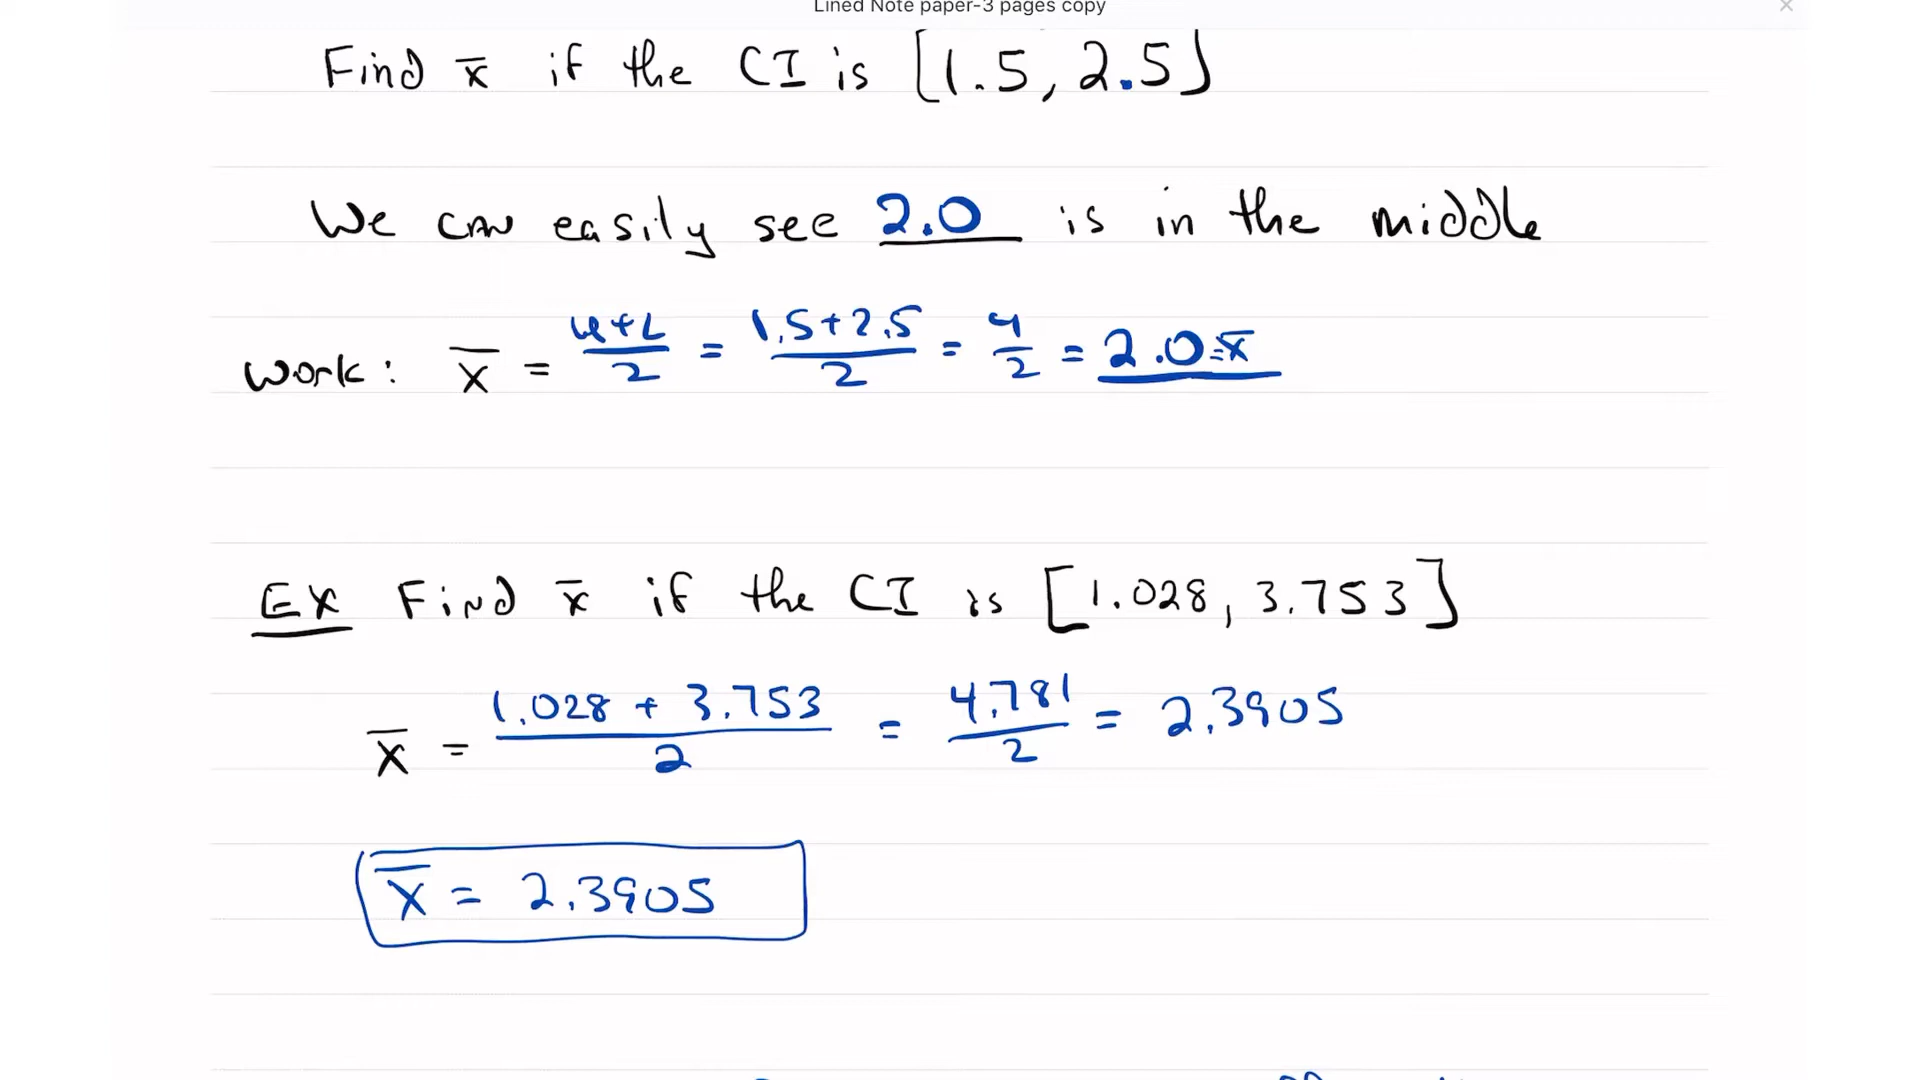 Lined Note paper-3 pages copy
Find x̄ if the CI is [1.5, 2.5]
We can easily see 2.0 is in the middle
Work: x̄ = (U+L)/2 = (1.5+2.5)/2 = 4/2 = 2.0 = x̄
EX Find x̄ if the CI is [1.028, 3.753]
x̄ = (1.028 + 3.753)/2 = 4.781/2 = 2.3905
x̄ = 2.3905